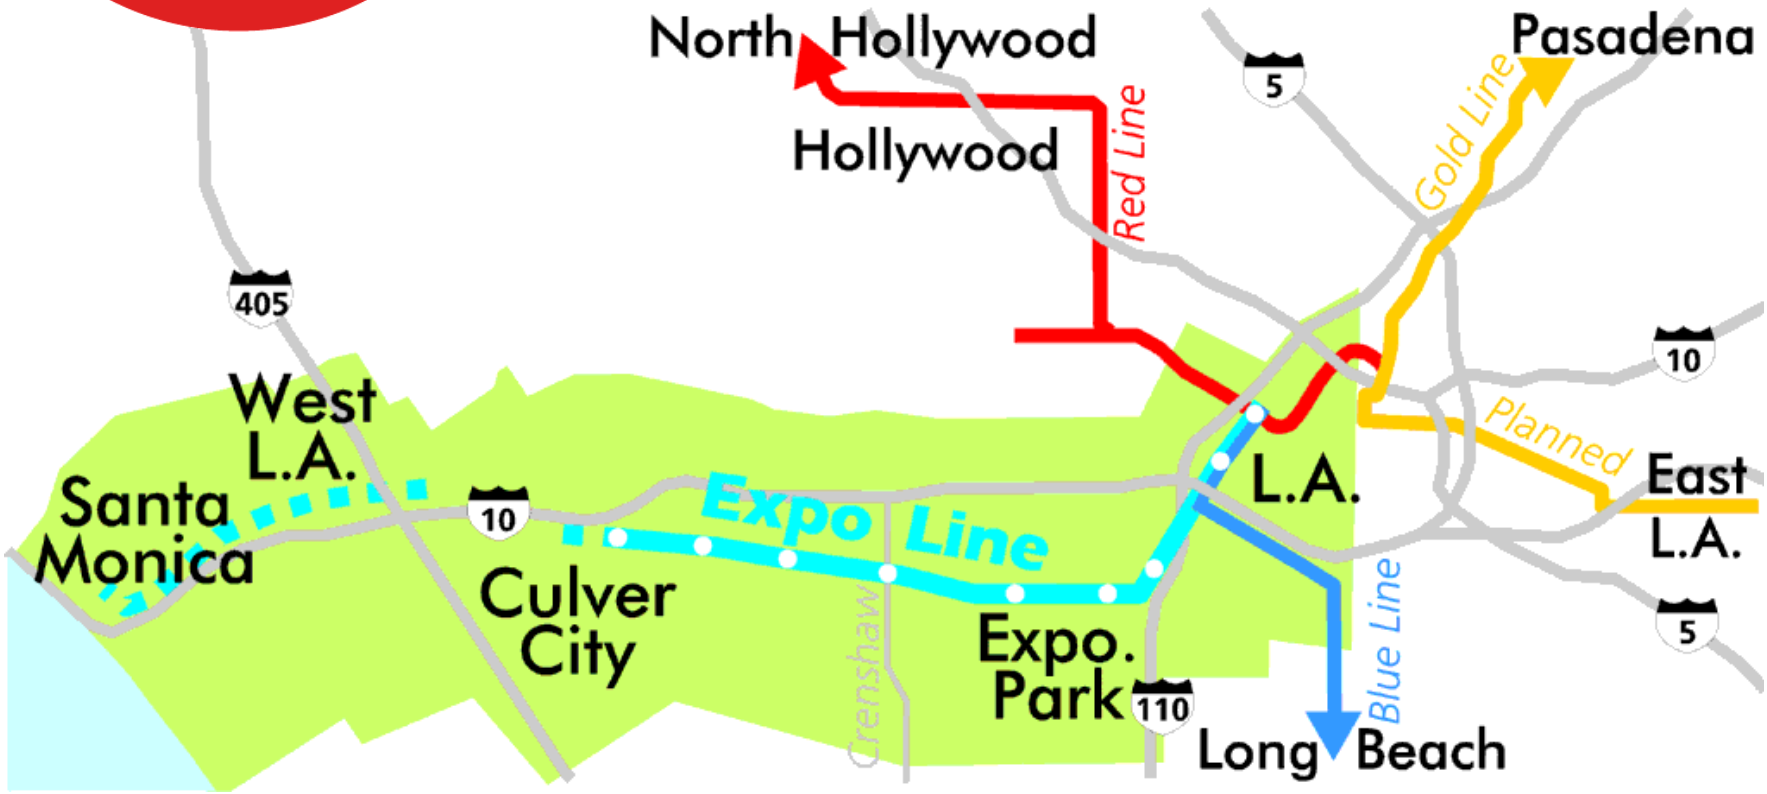 North Hollywood
Pasadena
5
Gold Line
Red Line
Hollywood
405
10
West
L.A.
Planned
East
L.A.
Santa
Monica
10
Expo Line
L.A.
Culver
City
Crenshaw
Expo.
Park
110
Blue Line
5
Long Beach